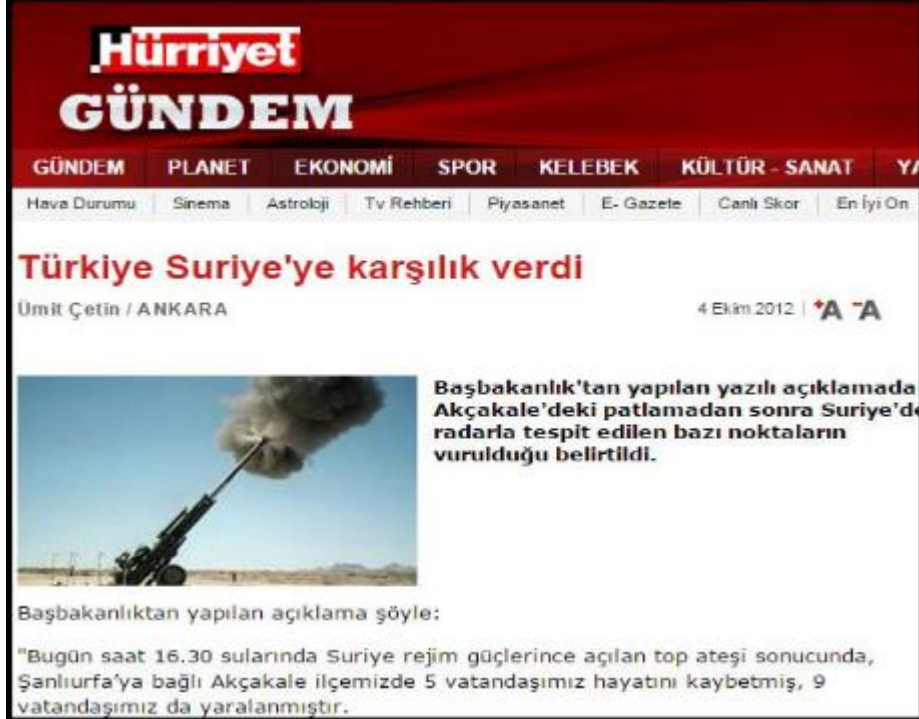 Hürriyet
GÜNDEM
GÜNDEM PLANET EKONOMİ SPOR KELEBEK KÜLTÜR - SANAT
Hava Durumu Sinema Astroloji Tv Rehberi Piyasanet E- Gazete Canlı Skor En İyi On
Türkiye Suriye'ye karşılık verdi
Ümit Çetin / ANKARA 4 Ekim 2012 | +A -A
Başbakanlık'tan yapılan yazılı açıklamada
Akçakale'deki patlamadan sonra
radarla tespit edilen bazı noktaların
vurulduğu belirtildi.
Başbakanlıktan yapılan açıklama şöyle:
"Bugün saat 16.30 sularında Suriye rejim güçlerince açılan top ateşi sonucunda,
Şanlıurfa'ya bağlı Akçakale ilçemizde 5 vatandaşımız hayatını kaybetmiş, 9
vatandaşımız da yaralanmıştır.